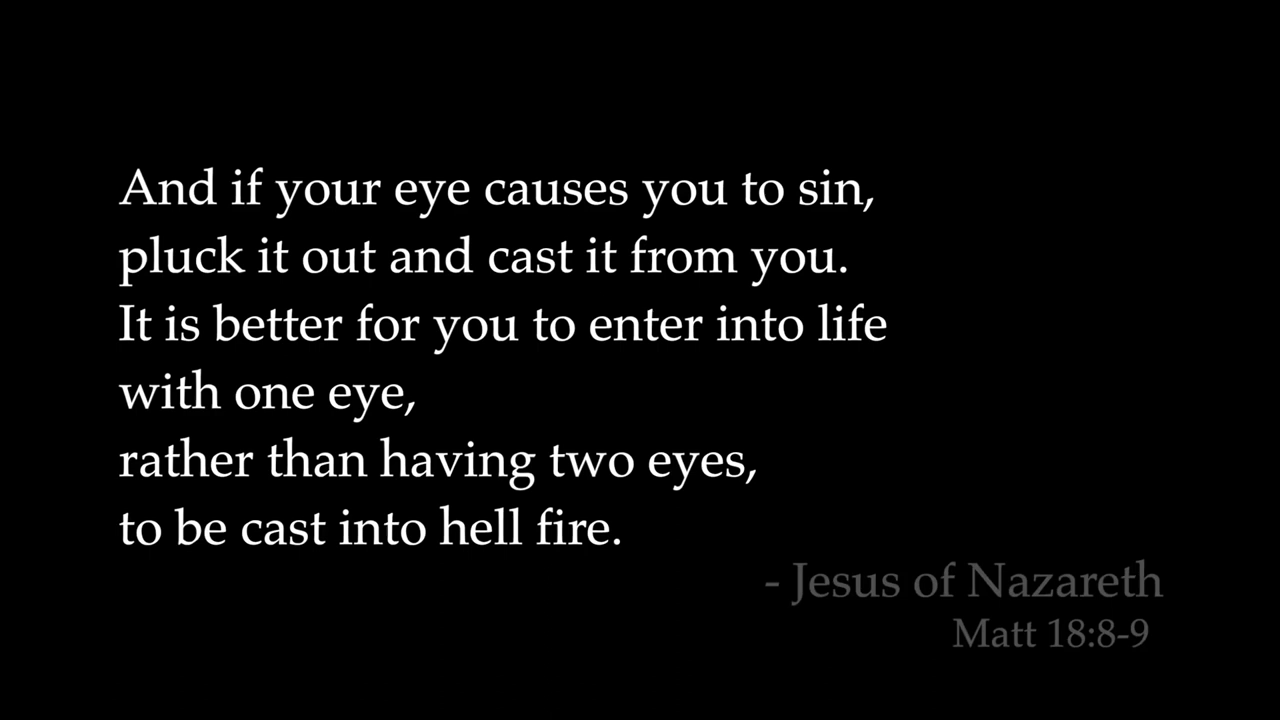 And if your eye causes you to sin,
pluck it out and cast it from you.
It is better for you to enter into life
with one eye,
rather than having two eyes,
to be cast into hell fire.
- Jesus of Nazareth
Matt 18:8-9